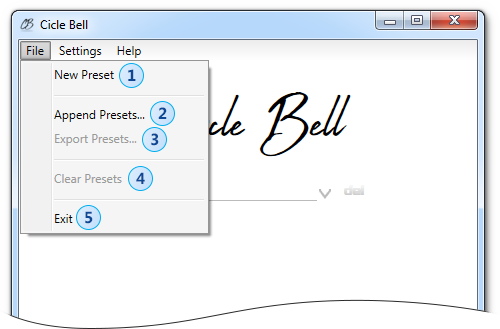 Cicle Bell
File Settings Help
New Preset 1
Append Presets... 2
Export Presets... 3
Clear Presets 4
Exit 5
cle Bell
del